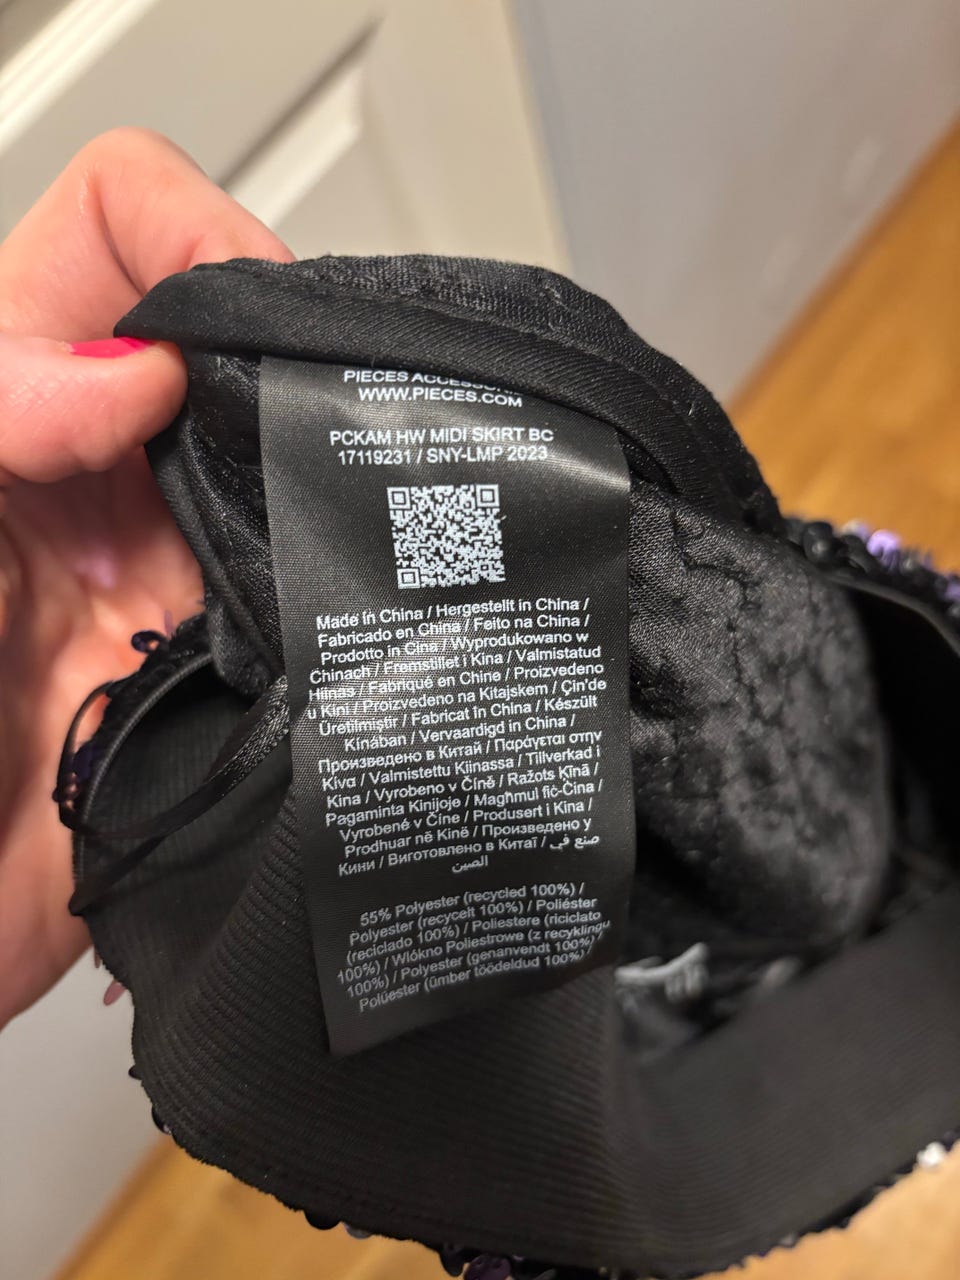 PIECES ACCESSORIES
WWW.PIECES.COM
PCKAM HW MIDI SKIRT BC
17119231 / SNY-LMP 2023
Made in China / Hergestellt in China /
Fabricado en China / Feito na China /
Prodotto in Cina / Wyprodukowano w
Chinach / Fremstillet i Kina / Valmistatud
Hiinas / Fabriqué en Chine / Proizvedeno
u Kini / Proizvedeno na Kitajskem / Çin'de
Üretilmiştir / Fabricat în China / Készült
Kínában / Vervaardigd in China /
Произведено в Китай / Παράγεται στην
Κίνα / Valmistettu Kiinassa / Tillverkad i
Kina / Vyrobeno v Číně / Ražots Ķīnā /
Pagaminta Kinijoje / Magħmul fiċ-Ċina /
Vyrobené v Číne / Produsert i Kina /
Prodhuar në Kinë / Произведено у
Кини / Виготовлено в Китаї / صنع في
الصين
55% Polyester (recycled 100%) /
Polyester (recycelt 100%) / Poliéster
(reciclado 100%) / Poliestere (riciclato
100%) / Włókno Poliestrowe (z recyklingu
100%) / Polyester (genanvendt 100%) /
Polüester (ümber töödeldud 100%) /